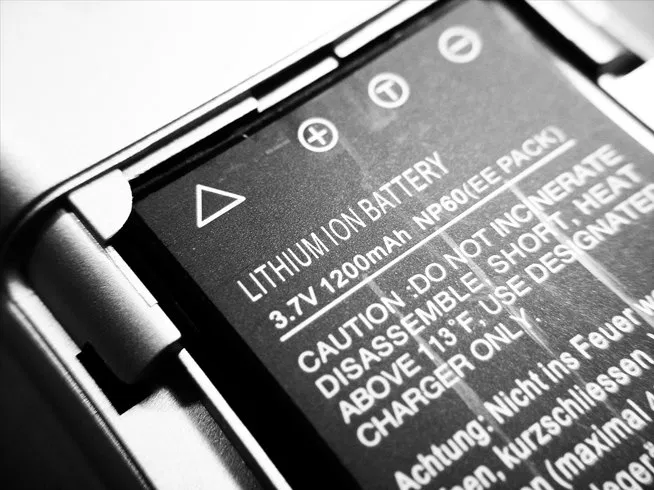 + T −
LITHIUM ION BATTERY
3.7V 1200mAh NP60(EE PACK)
CAUTION :DO NOT INCINERATE
DISASSEMBLE, SHORT, HEAT
ABOVE 113°F, USE DESIGNATED
CHARGER ONLY.
Achtung: Nicht ins Feuer
kurzschliessen
(maximal